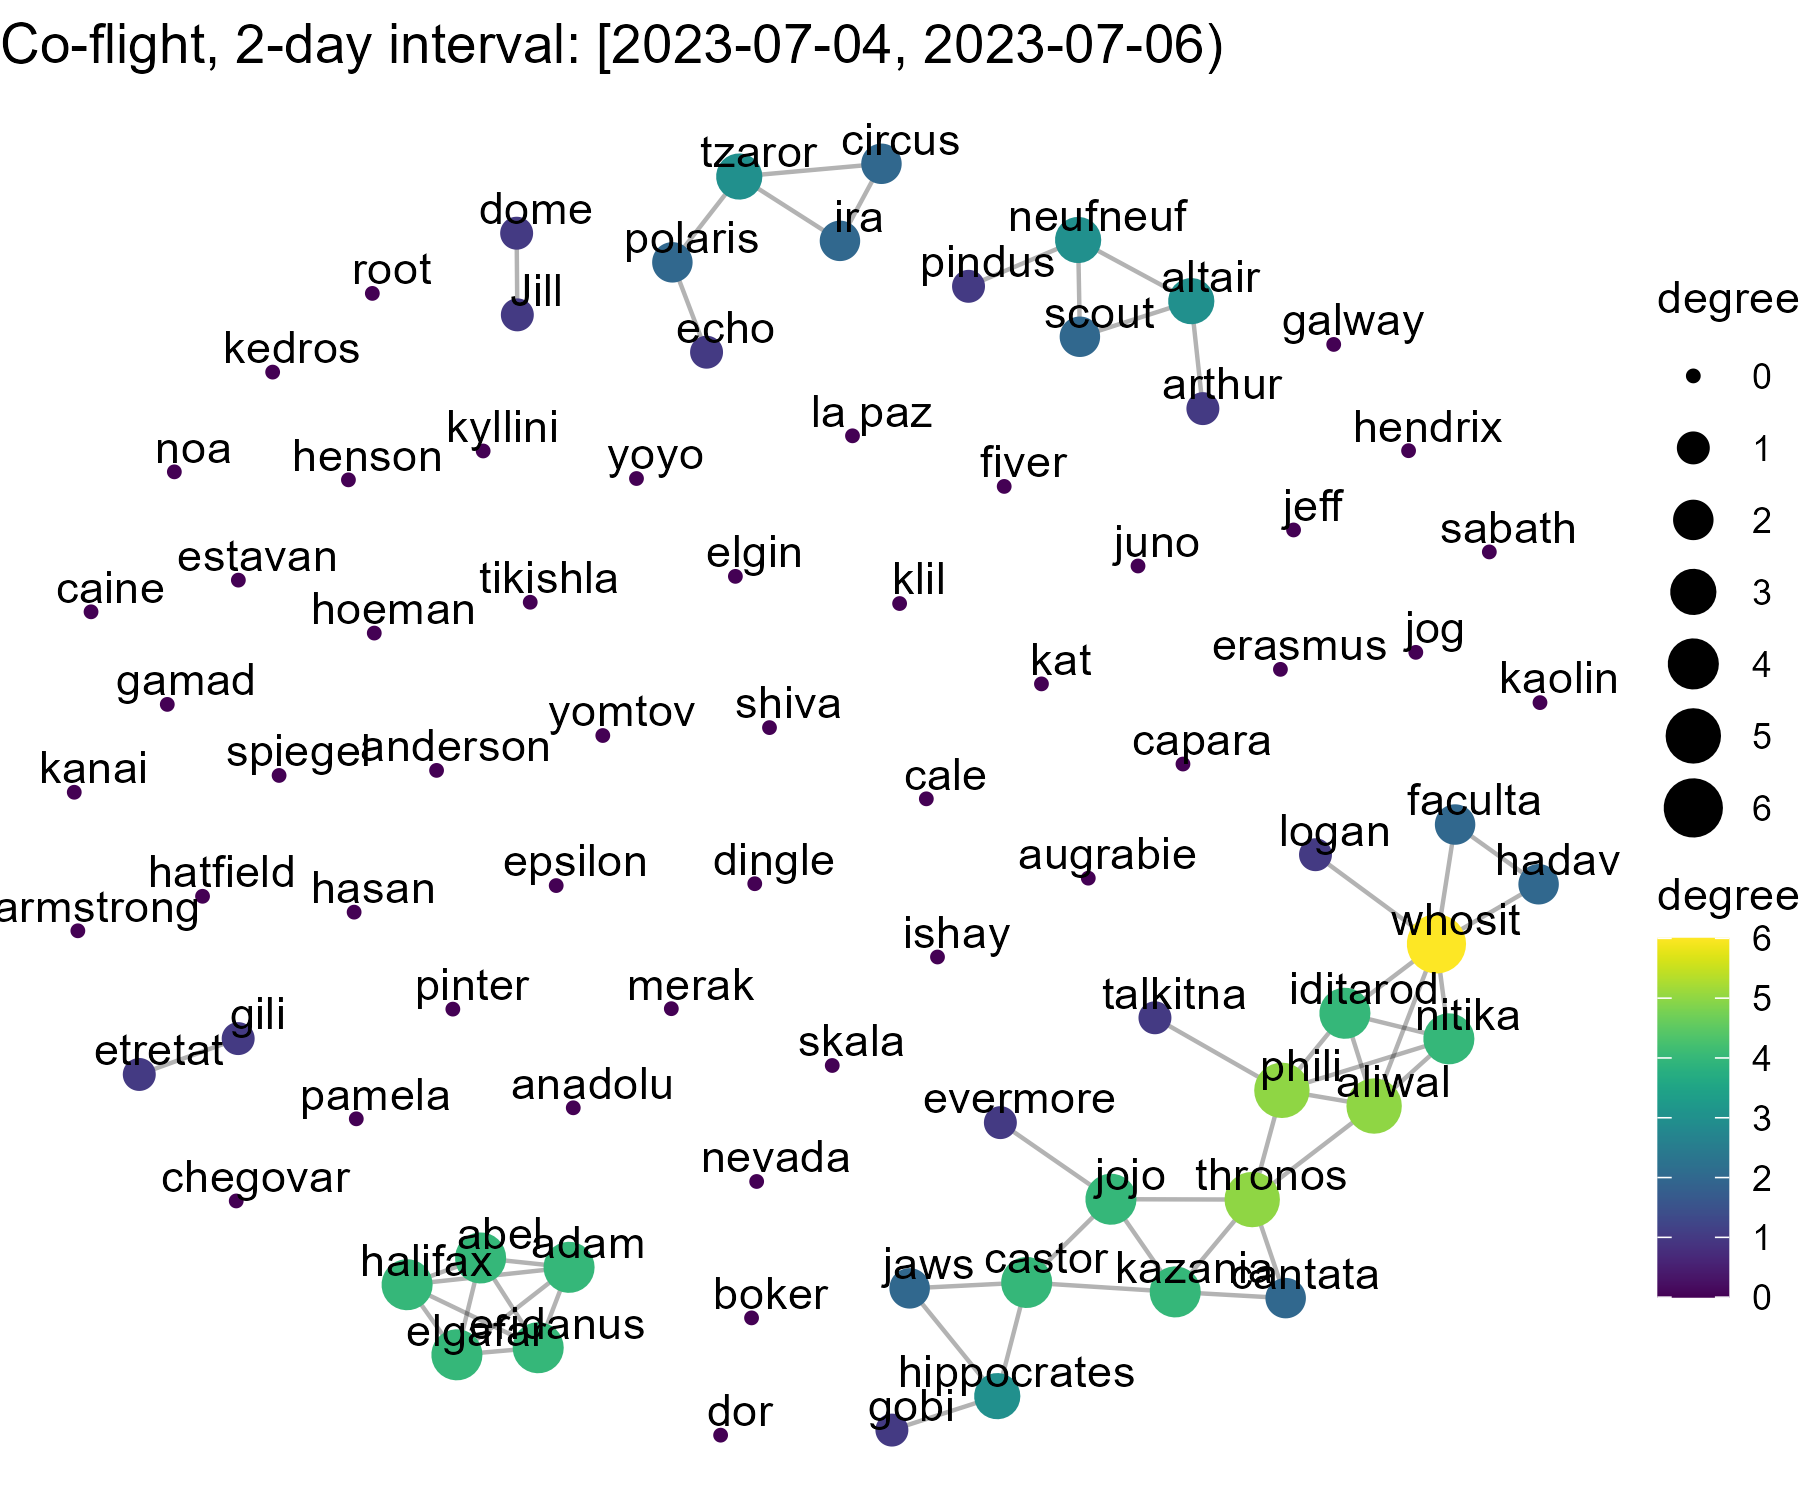 Co-flight, 2-day interval: [2023-07-04, 2023-07-06)
circus
tzaror
dome
ira
neufneuf
polaris
pindus
root
altair
Jill
scout
echo
galway
kedros
arthur
la paz
kyllini
hendrix
noa
henson
yoyo
fiver
jeff
sabath
juno
elgin
estavan
tikishla
klil
caine
hoeman
jog
erasmus
kat
kaolin
gamad
shiva
yomtov
capara
anderson
spiegel
kanai
cale
faculta
logan
augrabie
dingle
epsilon
hadav
hatfield
hasan
armstrong
whosit
ishay
pinter
merak
iditarod
talkitna
gili
nitika
skala
etretat
phili
aliwal
anadolu
pamela
evermore
nevada
jojo
thronos
chegovar
abel
adam
halifax
castor
jaws
kazania
cantata
boker
elgafar
eridanus
hippocrates
gobi
dor
degree
0
1
2
3
4
5
6
degree
6
5
4
3
2
1
0